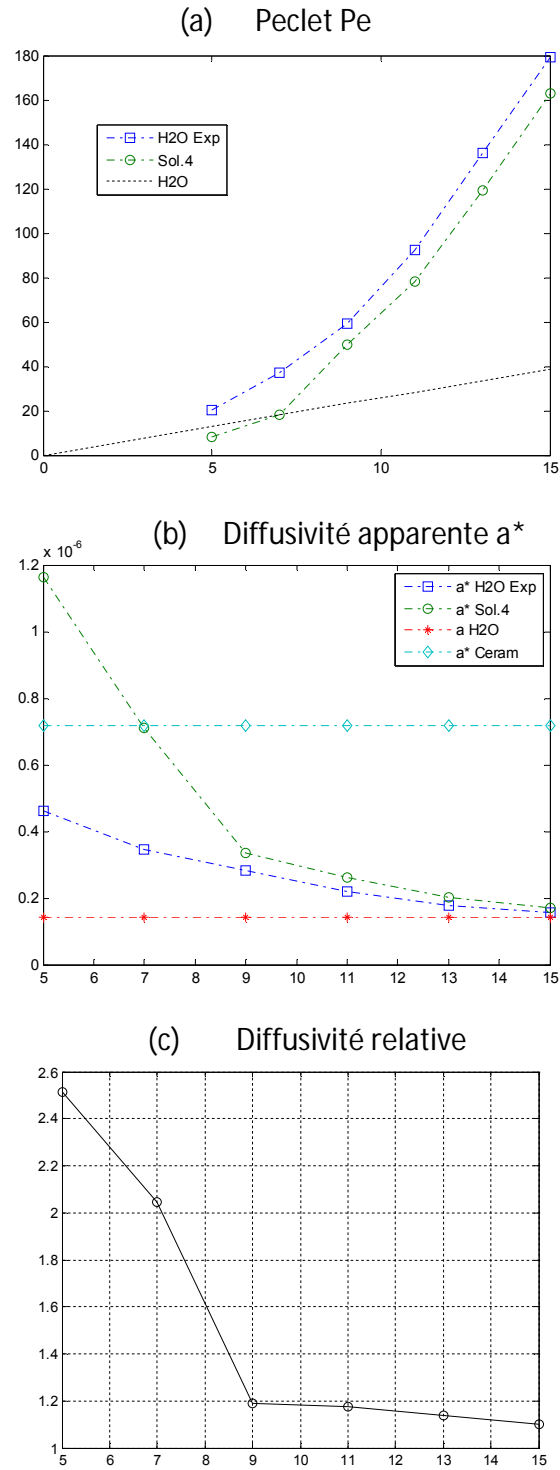 (a) Peclet Pe
180
160
140
120
100
80
60
40
20
0
H2O Exp
Sol.4
H2O
0 5 10 15
(b) Diffusivité apparente a*
x 10-6
1.2
1
0.8
0.6
0.4
0.2
0
a* H2O Exp
a* Sol.4
a H2O
a* Ceram
5 6 7 8 9 10 11 12 13 14 15
(c) Diffusivité relative
2.6
2.4
2.2
2
1.8
1.6
1.4
1.2
1
5 6 7 8 9 10 11 12 13 14 15